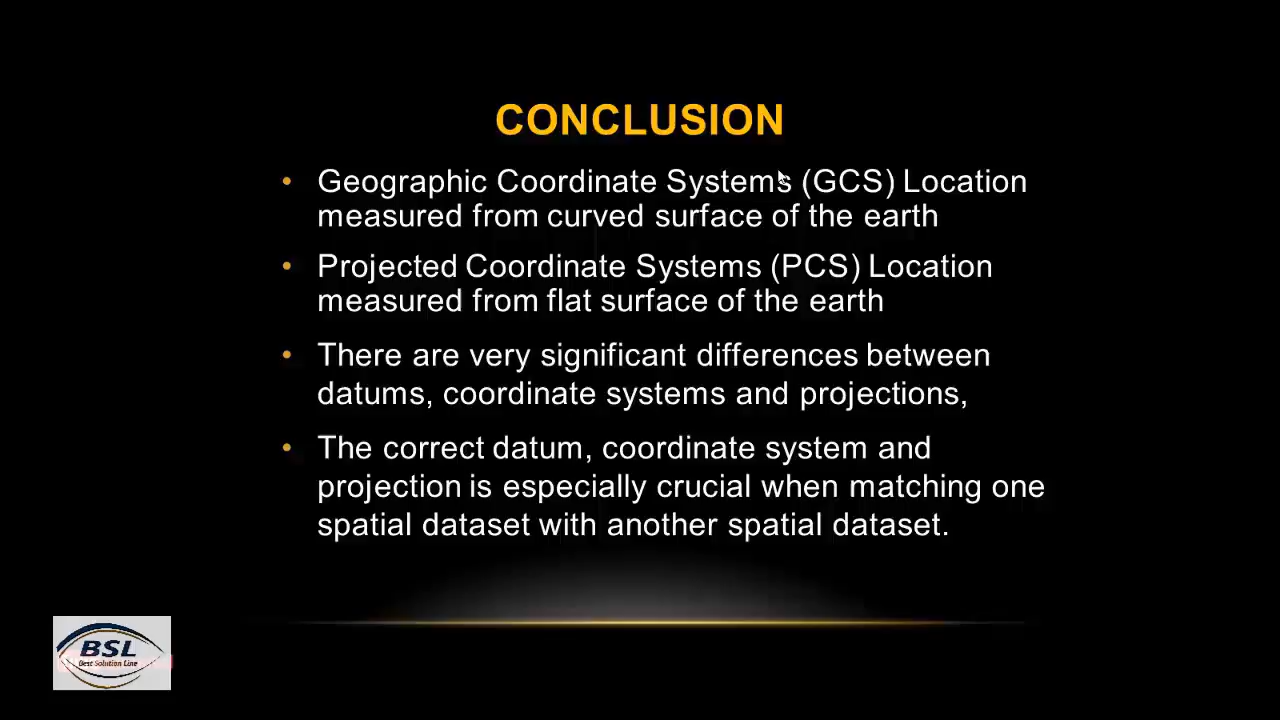 CONCLUSION
• Geographic Coordinate Systems (GCS) Location
measured from curved surface of the earth
• Projected Coordinate Systems (PCS) Location
measured from flat surface of the earth
• There are very significant differences between
datums, coordinate systems and projections,
• The correct datum, coordinate system and
projection is especially crucial when matching one
spatial dataset with another spatial dataset.
BSL
Best Solution Line